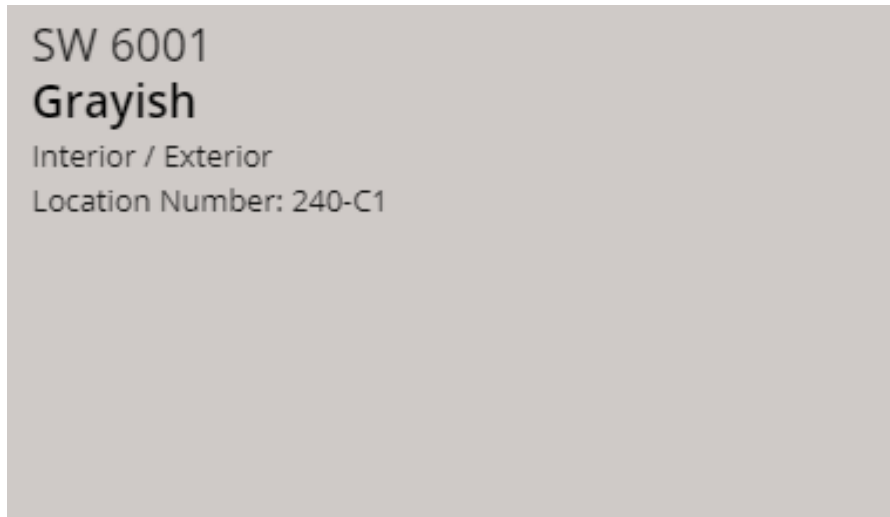 SW 6001
Grayish
Interior / Exterior
Location Number: 240-C1